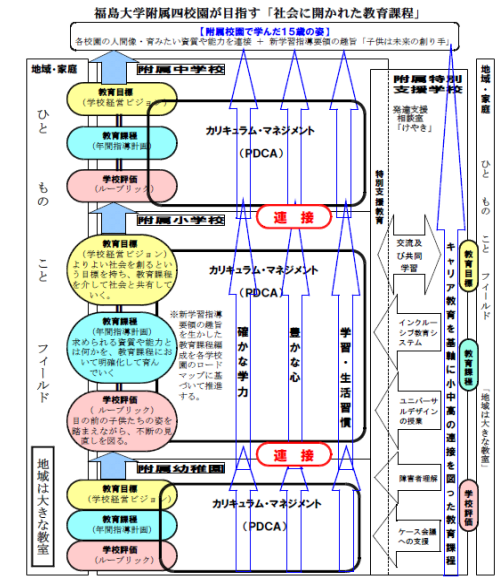 福島大学附属四校園が目指す「社会に開かれた教育課程」
【附属校園で学んだ15歳の姿】
各校園の人間像・育みたい資質や能力を連接 + 新学習指導要領の趣旨「子供は未来の創り手」
地域・家庭
ひと もの こと フィールド
地域は大きな教室
附属中学校
教育目標
(学校経営ビジョン)
教育課程
(年間指導計画)
学校評価
(ルーブリック)
カリキュラム・マネジメント
(PDCA)
連接
附属小学校
教育目標
(学校経営ビジョン)
よりよい社会を創るとい
う目標を持ち、教育課程
を介して社会と共有して
いく。
教育課程
(年間指導計画)
求められる資質や能力と
は何かを、教育課程にお
いて明確化して育ん
でいく
学校評価
(ルーブリック)
目の前の子供たちの姿を
踏まえながら、不断の見
直しを図る。
カリキュラム・マネジメント
(PDCA)
※新学習指導
要領の趣旨
を生かした
教育課程編
成を各学校
のロード
マップに基
づいて推進
する。
確かな学力
豊かな心
学習・生活習慣
連接
附属幼稚園
教育目標
(学校経営ビジョン)
教育課程
(年間指導計画)
学校評価
(ルーブリック)
カリキュラム・マネジメント
(PDCA)
特別支援教育
附属特別
支援学校
発達支援
相談室
「けやき」
交流及
び共同
学習
インクルー
シブ教育シ
ステム
ユニバー
サルデザイン
の授業
障害者理解
ケース会議
への支援
キャリア教育を基軸に小中高の連接を図った教育課程
教育目標
教育課程
学校評価
地域・家庭
ひと もの こと フィールド
『地域は大きな教室』